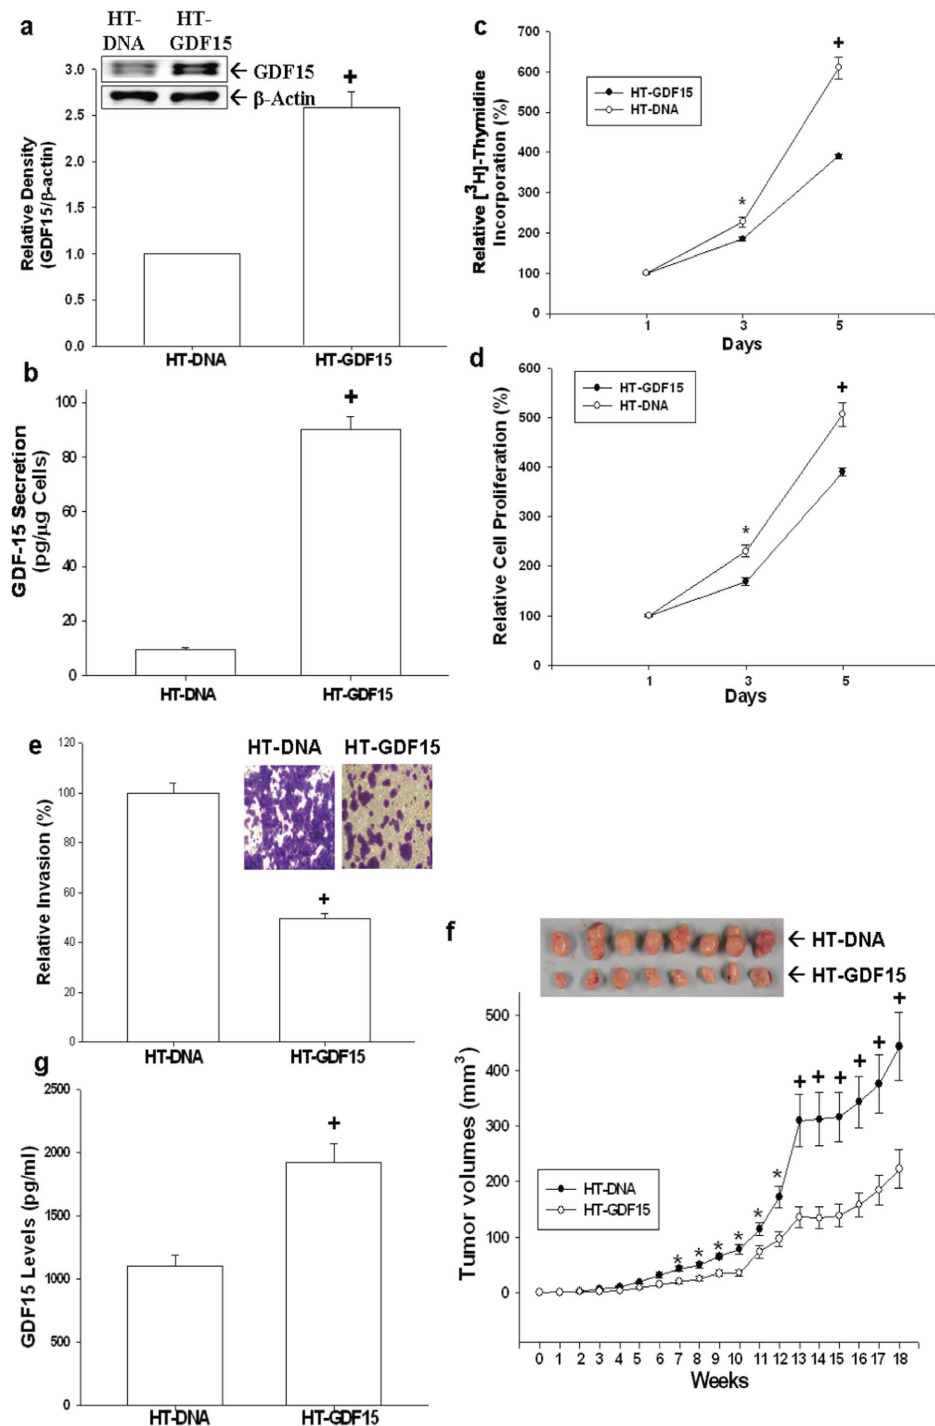 a
HT-
DNA
HT-
GDF15
← GDF15
← β-Actin
Relative Density
(GDF15/β-actin)
3.0
2.5
2.0
1.5
1.0
0.5
0.0
+
HT-DNA
HT-GDF15
b
GDF-15 Secretion
(pg/μg Cells)
100
80
60
40
20
0
+
HT-DNA
HT-GDF15
c
Relative [³H]-Thymidine
Incorporation (%)
700
600
500
400
300
200
100
0
HT-GDF15
HT-DNA
*
+
1 3 5
Days
d
Relative Cell Proliferation (%)
600
500
400
300
200
100
0
HT-GDF15
HT-DNA
*
+
1 3 5
Days
e
Relative Invasion (%)
120
100
80
60
40
20
0
HT-DNA HT-GDF15
+
HT-DNA
HT-GDF15
f
← HT-DNA
← HT-GDF15
Tumor volumes (mm³)
500
400
300
200
100
0
HT-DNA
HT-GDF15
* * * * * * + + + + + +
0 1 2 3 4 5 6 7 8 9 10 11 12 13 14 15 16 17 18
Weeks
g
GDF15 Levels (pg/ml)
2500
2000
1500
1000
500
0
+
HT-DNA
HT-GDF15